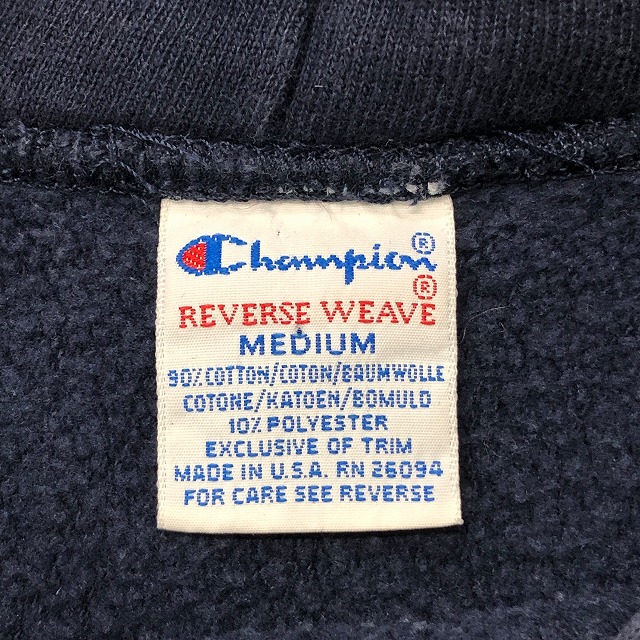 Champion®
®
REVERSE WEAVE
MEDIUM
90% COTTON/COTON/BAUMWOLLE
COTONE/KATOEN/BOMULD
10% POLYESTER
EXCLUSIVE OF TRIM
MADE IN U.S.A. RN 26094
FOR CARE SEE REVERSE